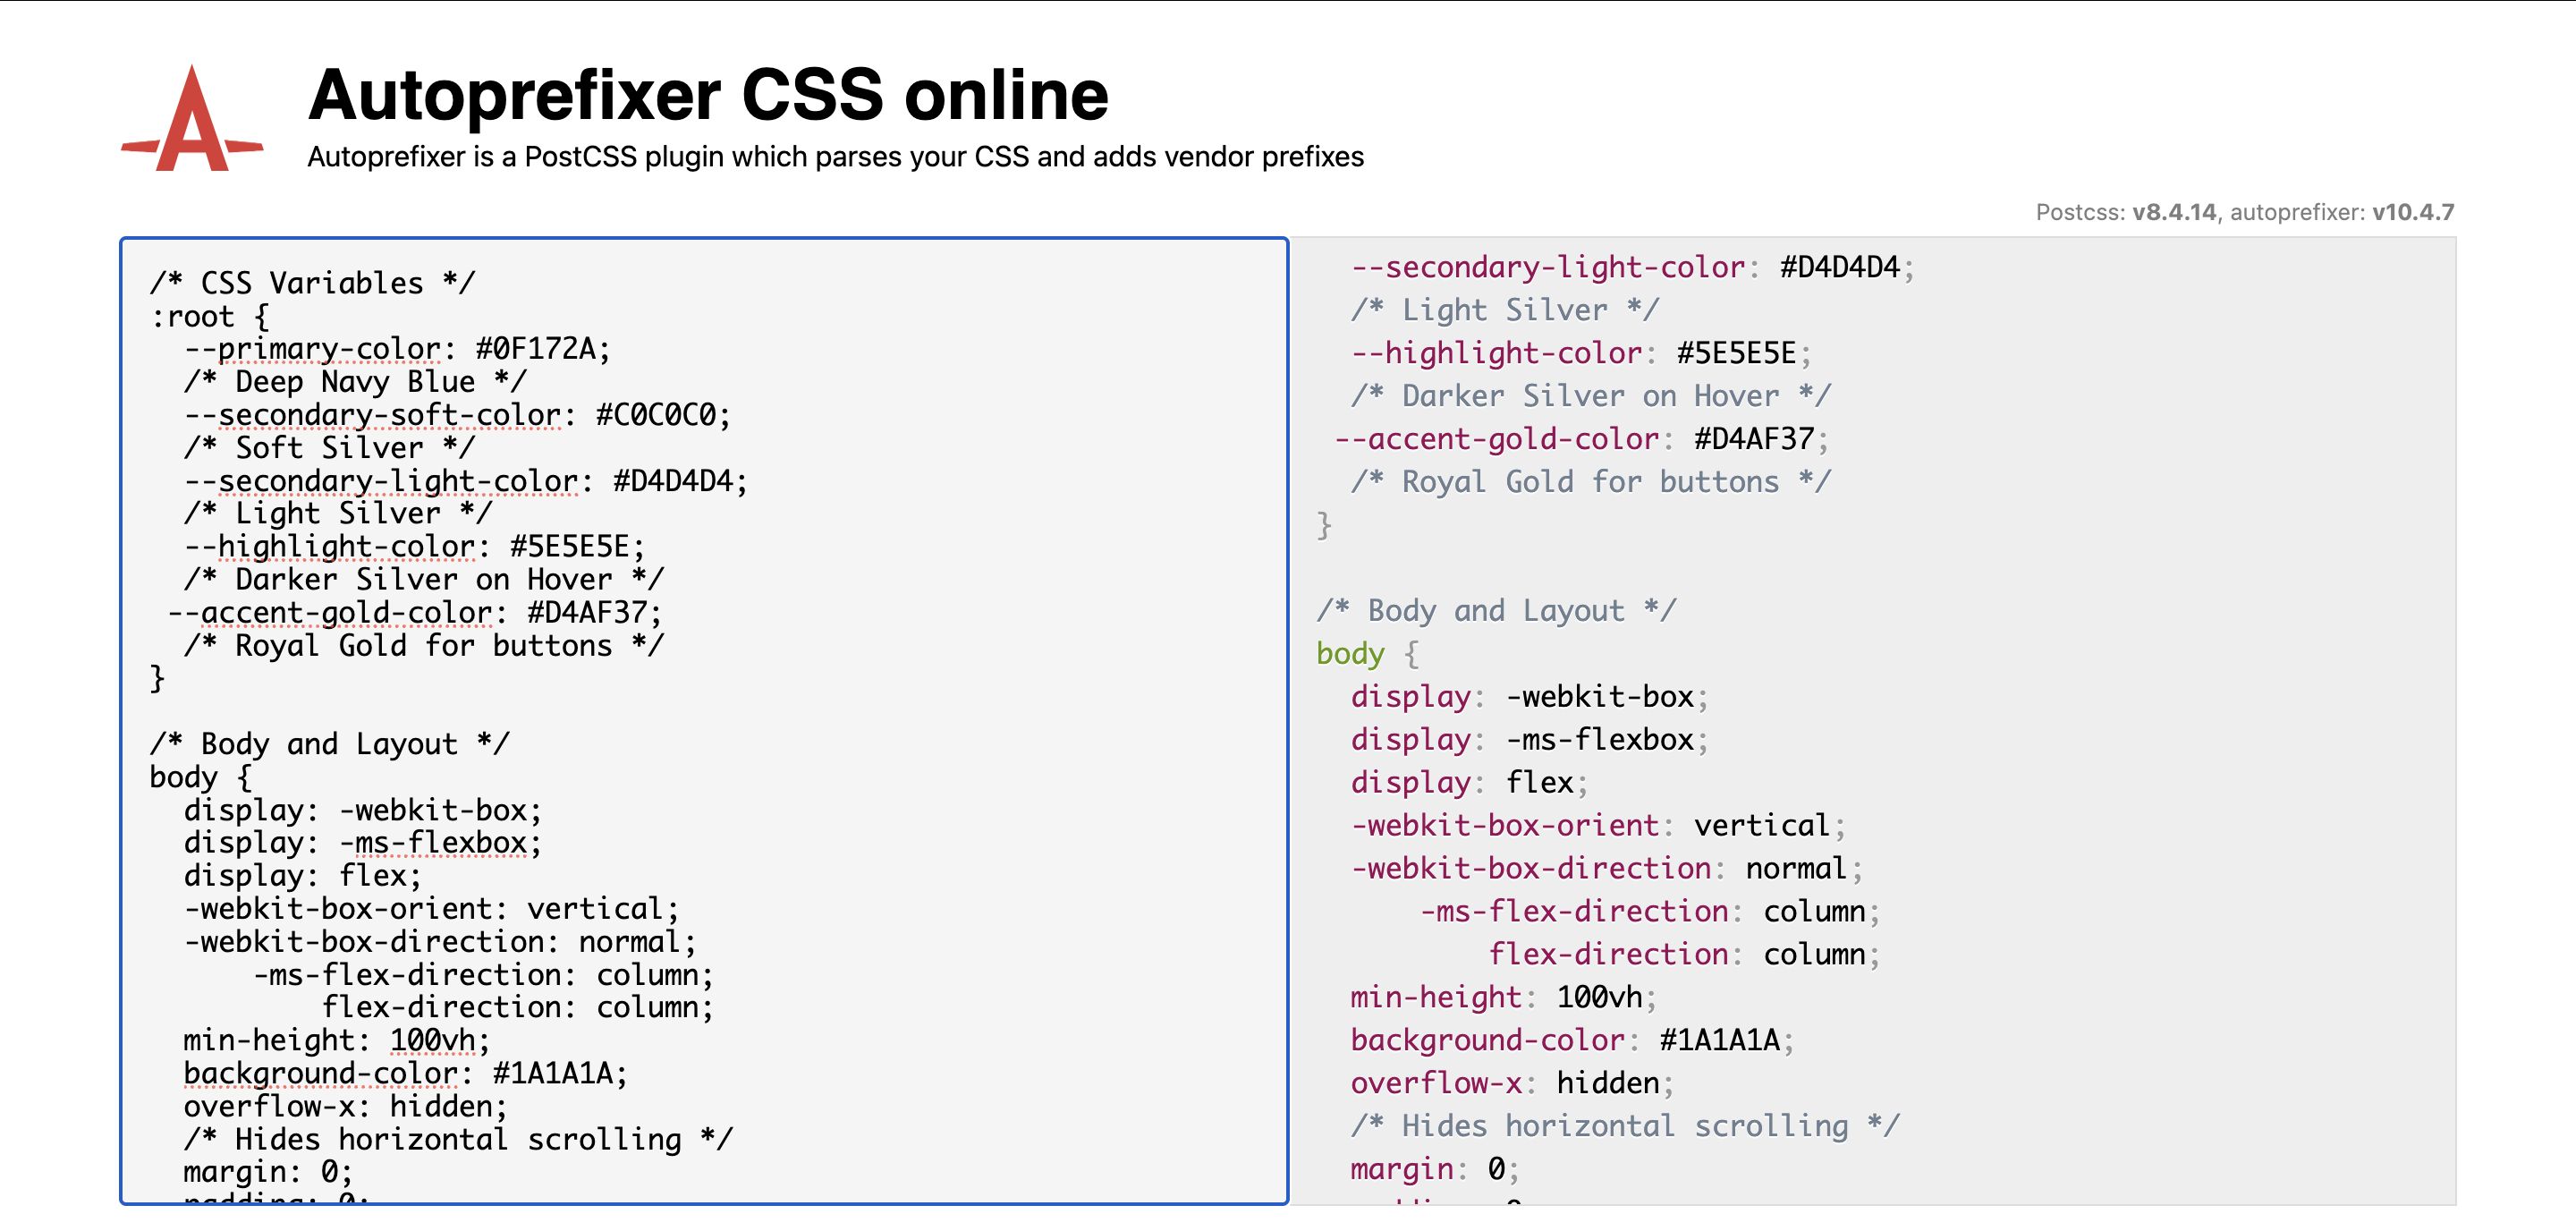 Autoprefixer CSS online
Autoprefixer is a PostCSS plugin which parses your CSS and adds vendor prefixes
Postcss: v8.4.14, autoprefixer: v10.4.7
/* CSS Variables */
:root {
  --primary-color: #0F172A;
  /* Deep Navy Blue */
  --secondary-soft-color: #C0C0C0;
  /* Soft Silver */
  --secondary-light-color: #D4D4D4;
  /* Light Silver */
  --highlight-color: #5E5E5E;
  /* Darker Silver on Hover */
 --accent-gold-color: #D4AF37;
  /* Royal Gold for buttons */
}
/* Body and Layout */
body {
  display: -webkit-box;
  display: -ms-flexbox;
  display: flex;
  -webkit-box-orient: vertical;
  -webkit-box-direction: normal;
      -ms-flex-direction: column;
          flex-direction: column;
  min-height: 100vh;
  background-color: #1A1A1A;
  overflow-x: hidden;
  /* Hides horizontal scrolling */
  margin: 0;
  padding: 0;
  --secondary-light-color: #D4D4D4;
  /* Light Silver */
  --highlight-color: #5E5E5E;
  /* Darker Silver on Hover */
 --accent-gold-color: #D4AF37;
  /* Royal Gold for buttons */
}
/* Body and Layout */
body {
  display: -webkit-box;
  display: -ms-flexbox;
  display: flex;
  -webkit-box-orient: vertical;
  -webkit-box-direction: normal;
      -ms-flex-direction: column;
          flex-direction: column;
  min-height: 100vh;
  background-color: #1A1A1A;
  overflow-x: hidden;
  /* Hides horizontal scrolling */
  margin: 0;